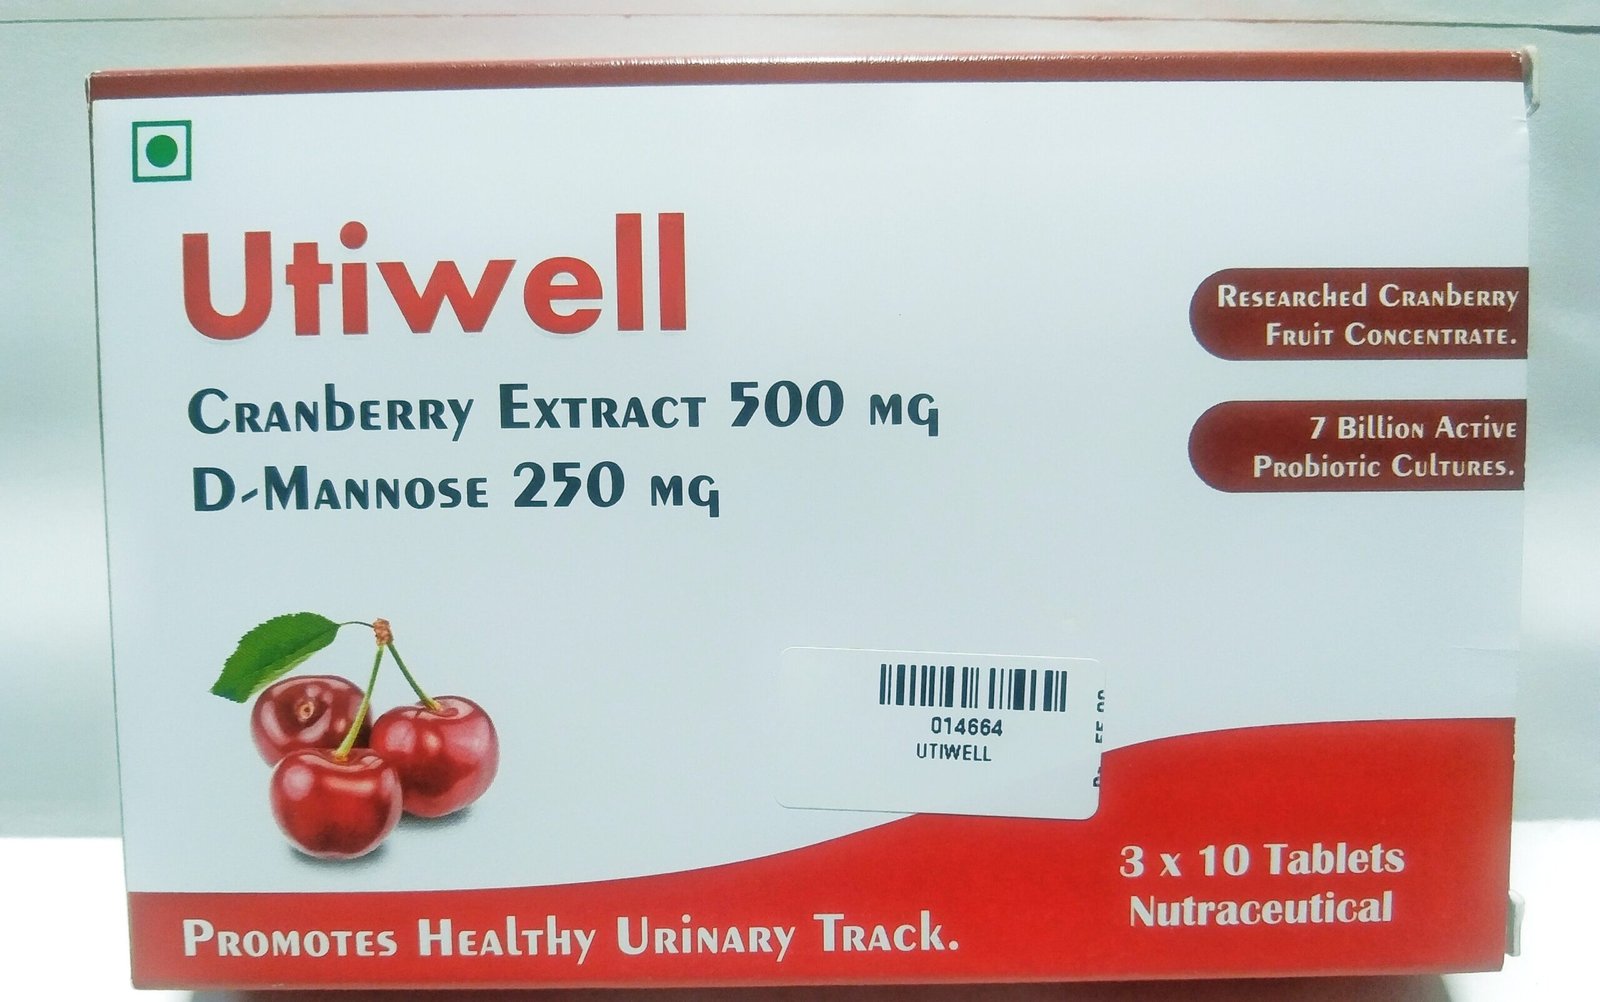 Utiwell
CRANBERRY EXTRACT 500 MG
D-MANNOSE 250 MG
RESEARCHED CRANBERRY
FRUIT CONCENTRATE.
7 Billion Active
Probiotic Cultures.
014664
UTIWELL
3 x 10 Tablets
Nutraceutical
PROMOTES HEALTHY URINARY TRACK.